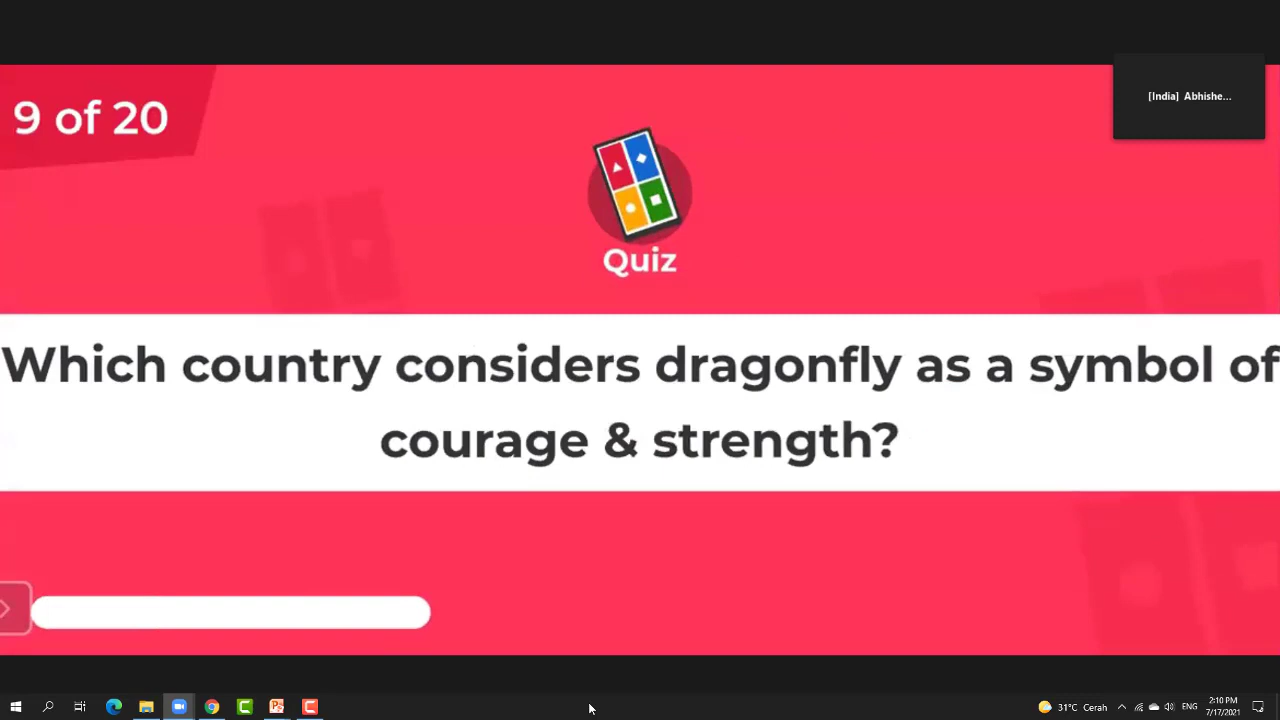 9 of 20
[India] Abhishe...
Quiz
Which country considers dragonfly as a symbol of
courage & strength?
31°C Cerah
ENG
2:10 PM
7/17/2021